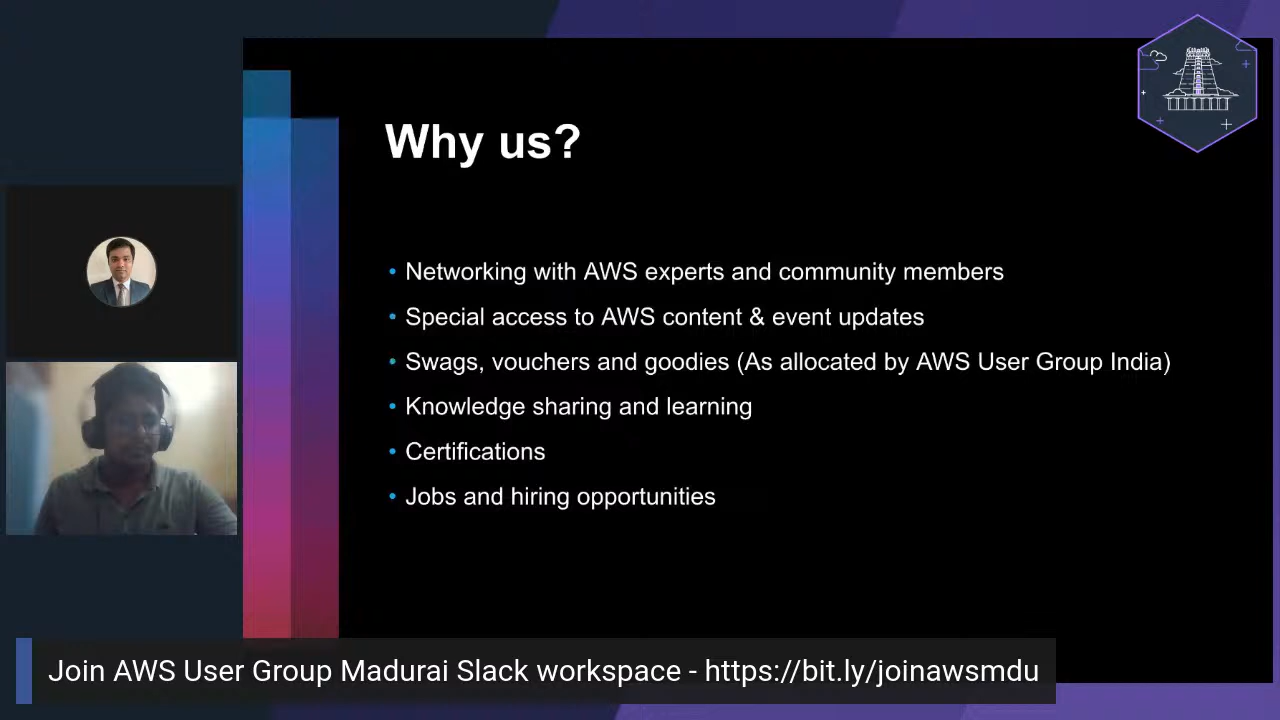 Why us?
• Networking with AWS experts and community members
• Special access to AWS content & event updates
• Swags, vouchers and goodies (As allocated by AWS User Group India)
• Knowledge sharing and learning
• Certifications
• Jobs and hiring opportunities
Join AWS User Group Madurai Slack workspace - https://bit.ly/joinawsmdu